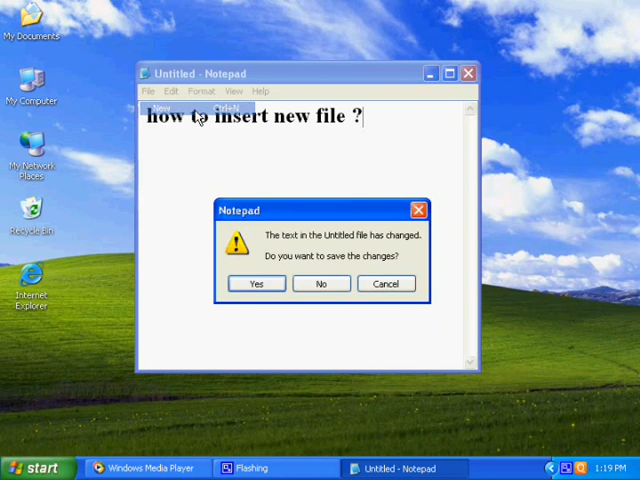 My Documents
My Computer
My Network
Places
Recycle Bin
Internet
Explorer
Untitled - Notepad
File Edit Format View Help
New Ctrl+N
how to insert new file ?
Notepad
The text in the Untitled file has changed.
Do you want to save the changes?
Yes No Cancel
start Windows Media Player Flashing Untitled - Notepad 1:19 PM